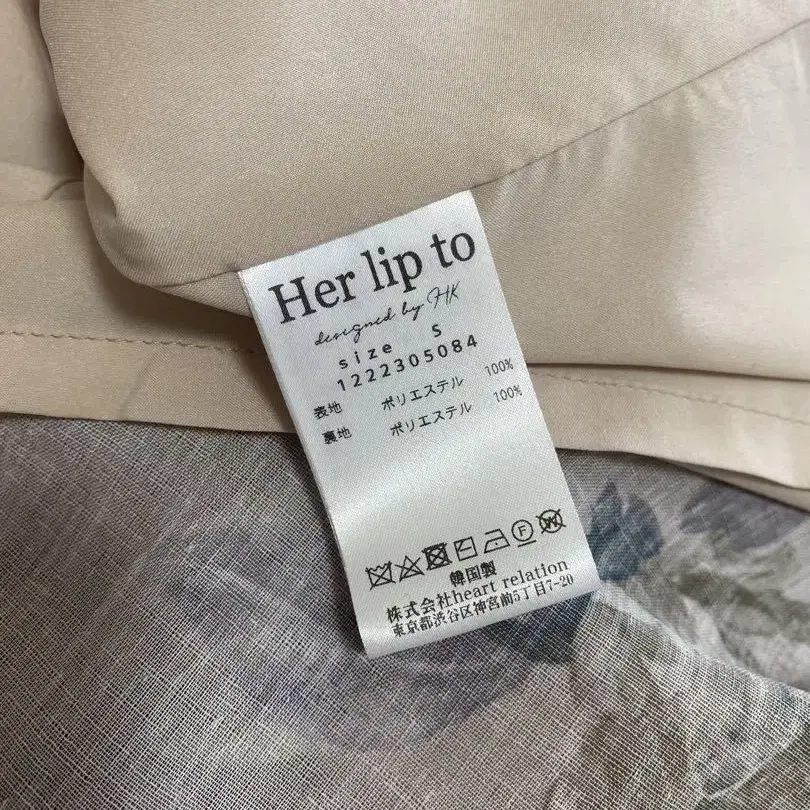 Her lip to
designed by HK
size S
1222305084
表地 ポリエステル 100%
裏地 ポリエステル 100%
F W
韓国製
株式会社heart relation
東京都渋谷区神宮前5丁目7-20